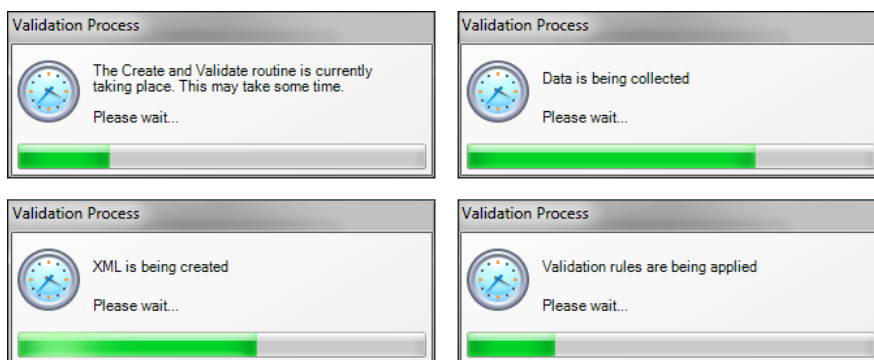 Validation Process
The Create and Validate routine is currently
taking place. This may take some time.
Please wait...
Validation Process
Data is being collected
Please wait...
Validation Process
XML is being created
Please wait...
Validation Process
Validation rules are being applied
Please wait...